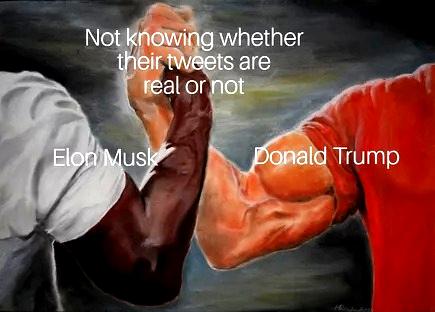 Not knowing whether
their tweets are
real or not
Elon Musk
Donald Trump